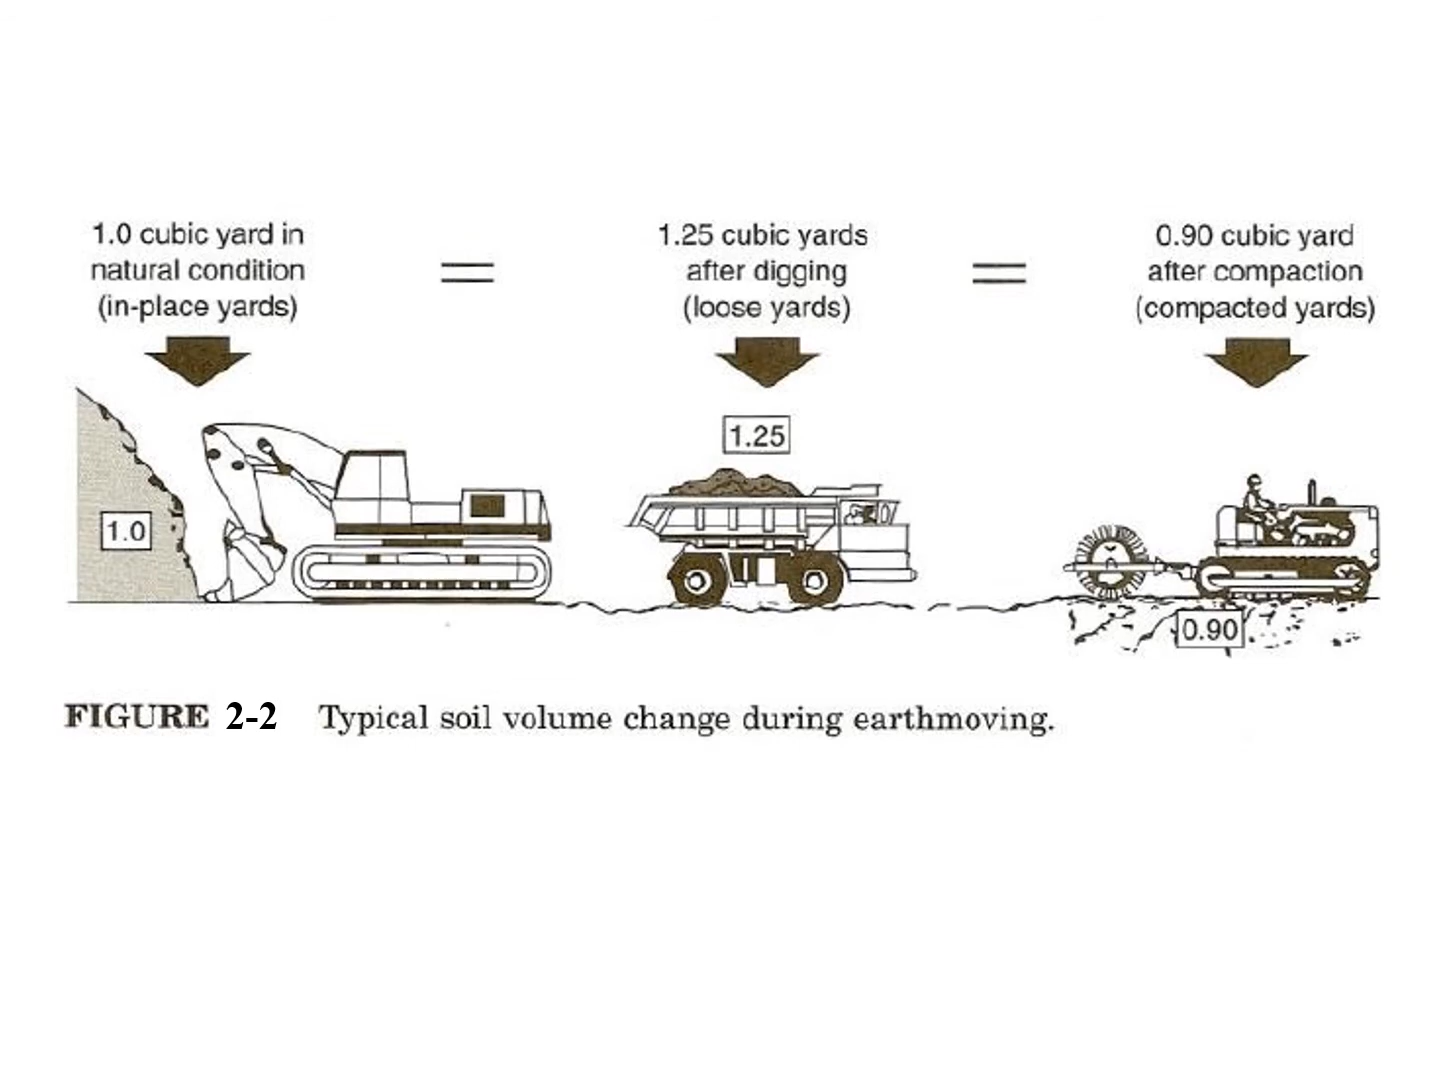 1.0 cubic yard in
natural condition
(in-place yards)
=
1.25 cubic yards
after digging
(loose yards)
=
0.90 cubic yard
after compaction
(compacted yards)
1.0
1.25
0.90
FIGURE 2-2 Typical soil volume change during earthmoving.